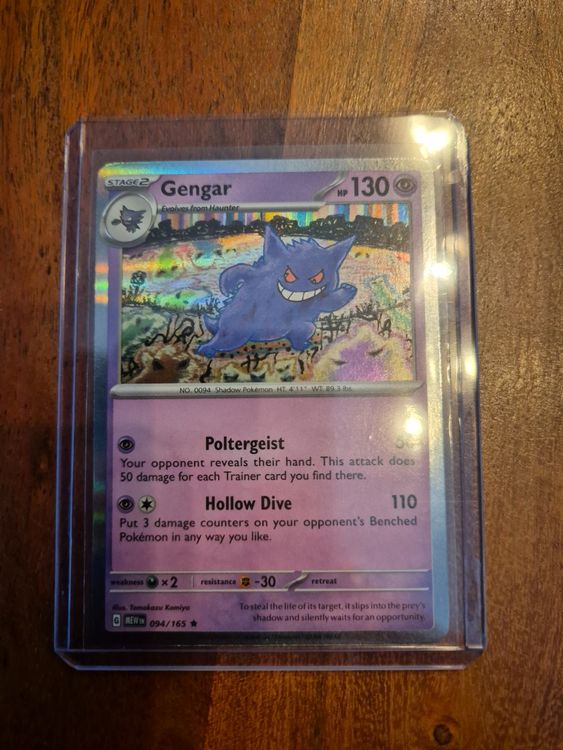 STAGE2 Gengar HP 130
Evolves from Haunter
NO. 0094 Shadow Pokémon HT. 4'11" WT. 89.3 lbs.
Poltergeist
Your opponent reveals their hand. This attack does
50 damage for each Trainer card you find there.
Hollow Dive 110
Put 3 damage counters on your opponent's Benched
Pokémon in any way you like.
weakness ×2 resistance -30 retreat
Illus. Tomokazu Komiya
To steal the life of its target, it slips into the prey's
shadow and silently waits for an opportunity.
G MEW EN 094/165